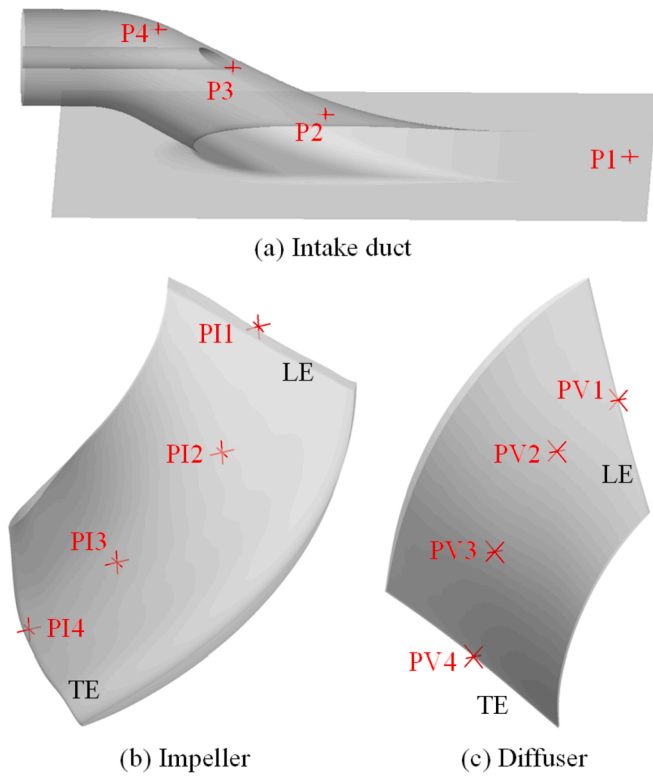 P4
P3
P2
P1
(a) Intake duct
PI1
LE
PI2
PI3
PI4
TE
(b) Impeller
PV1
PV2
LE
PV3
PV4
TE
(c) Diffuser